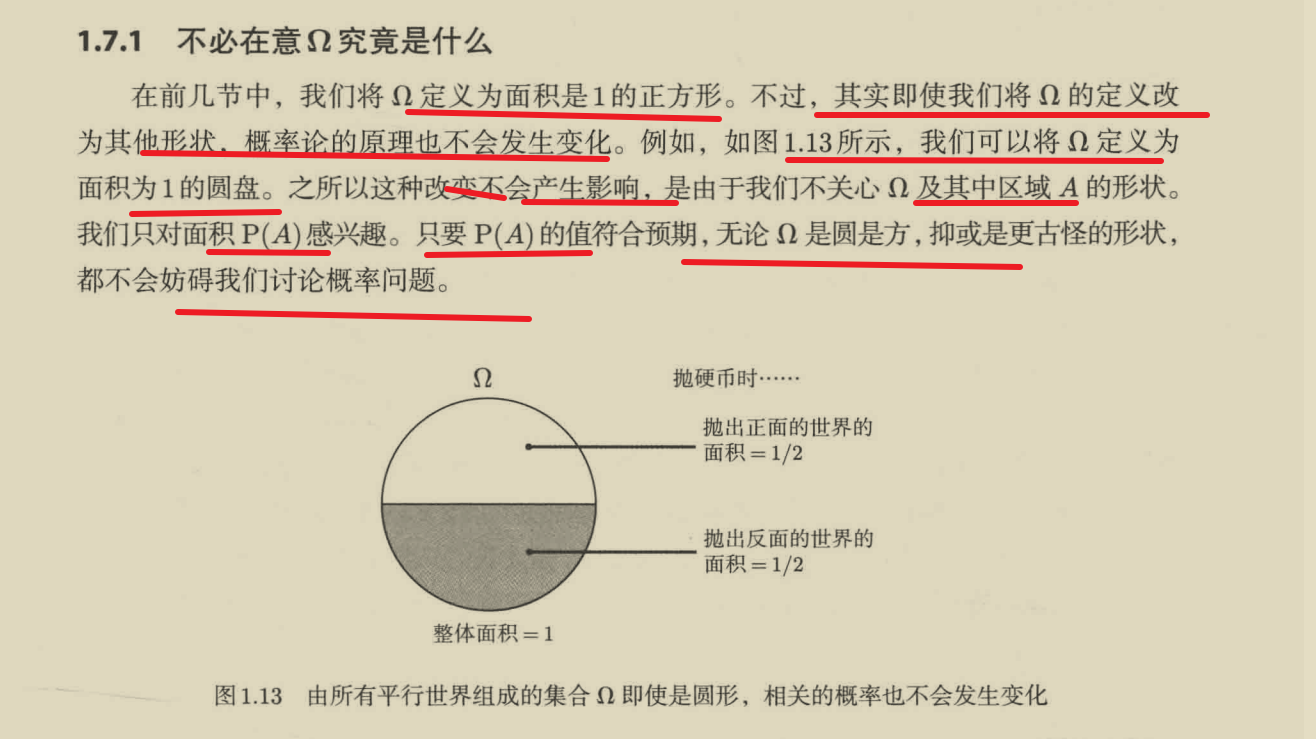 1.7.1 不必在意Ω究竟是什么
在前几节中，我们将 Ω 定义为面积是1的正方形。不过，其实即使我们将 Ω 的定义改
为其他形状，概率论的原理也不会发生变化。例如，如图1.13所示，我们可以将 Ω 定义为
面积为1的圆盘。之所以这种改变不会产生影响，是由于我们不关心 Ω 及其中区域 A 的形状。
我们只对面积 P(A) 感兴趣。只要 P(A) 的值符合预期，无论 Ω 是圆是方，抑或是更古怪的形状，
都不会妨碍我们讨论概率问题。
Ω
抛硬币时……
抛出正面的世界的
面积＝1/2
抛出反面的世界的
面积＝1/2
整体面积＝1
图1.13 由所有平行世界组成的集合 Ω 即使是圆形，相关的概率也不会发生变化